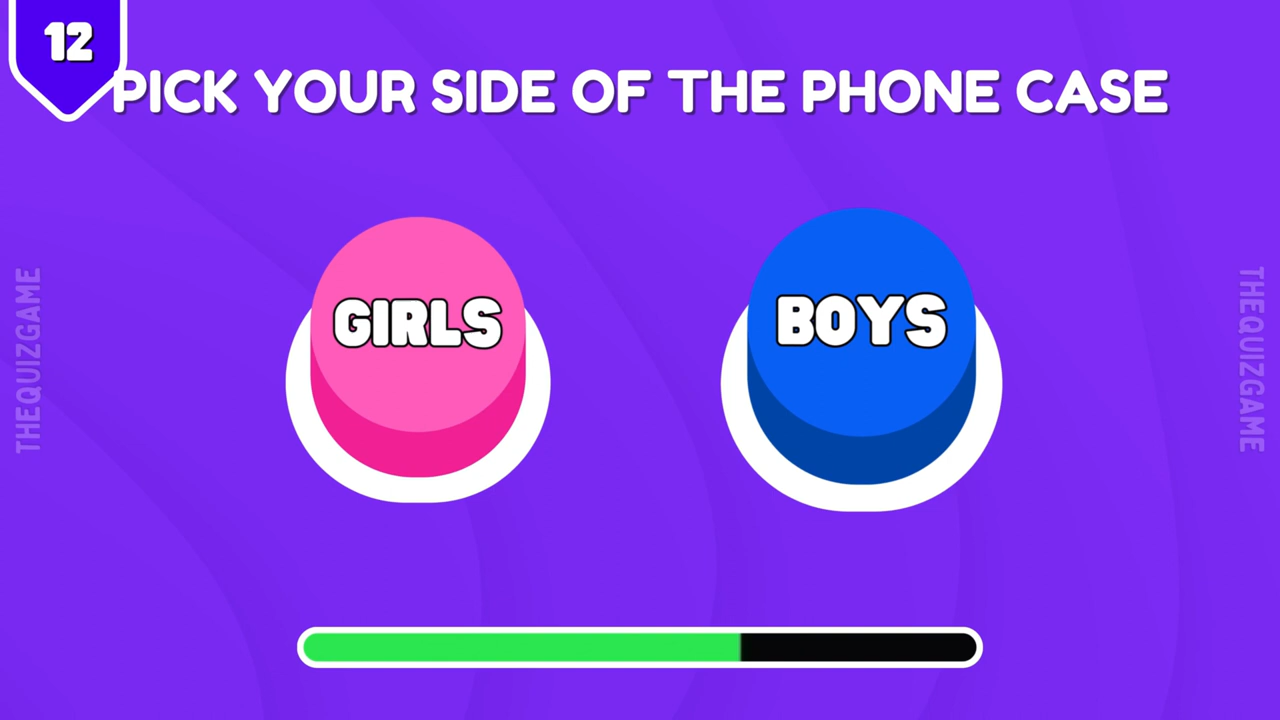 12
PICK YOUR SIDE OF THE PHONE CASE
THEQUIZGAME
GIRLS
BOYS
THEQUIZGAME